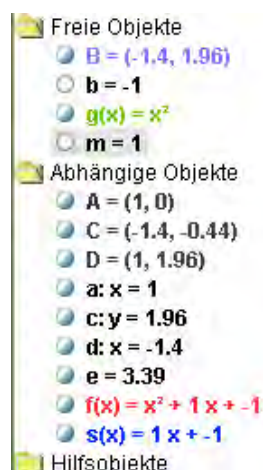 Freie Objekte
B = (-1.4, 1.96)
b = -1
g(x) = x²
m = 1
Abhängige Objekte
A = (1, 0)
C = (-1.4, -0.44)
D = (1, 1.96)
a: x = 1
c: y = 1.96
d: x = -1.4
e = 3.39
f(x) = x² + 1 x + -1
s(x) = 1 x + -1
Hilfsobjekte